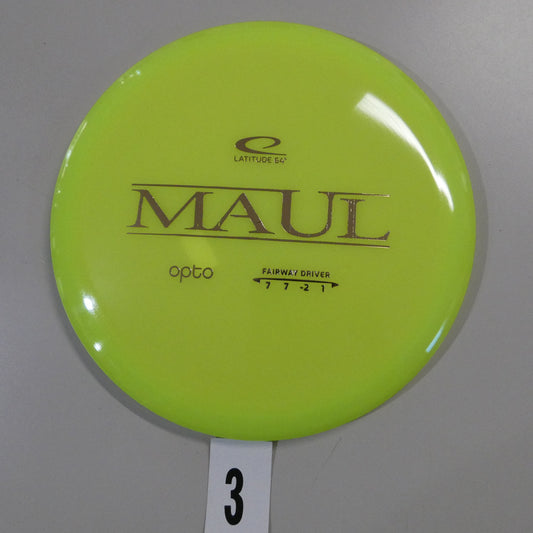 LATITUDE 64°
MAUL
opto
FAIRWAY DRIVER
7 7 -2 1
3